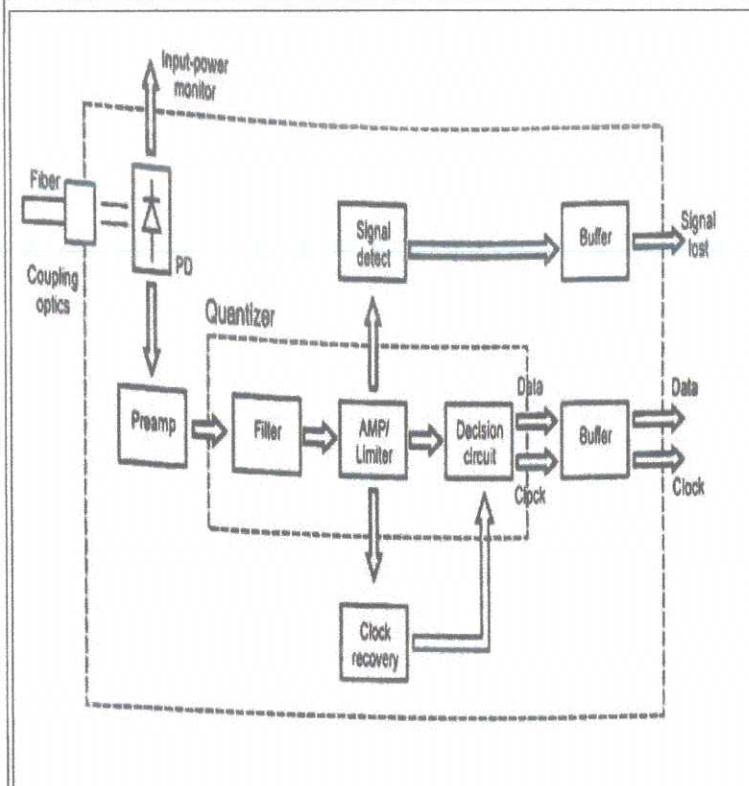 Input-power
monitor
Fiber
PD
Coupling
optics
Signal
detect
Buffer
Signal
lost
Quantizer
Preamp
Filter
AMP/
Limiter
Decision
circuit
Data
Clock
Buffer
Data
Clock
Clock
recovery